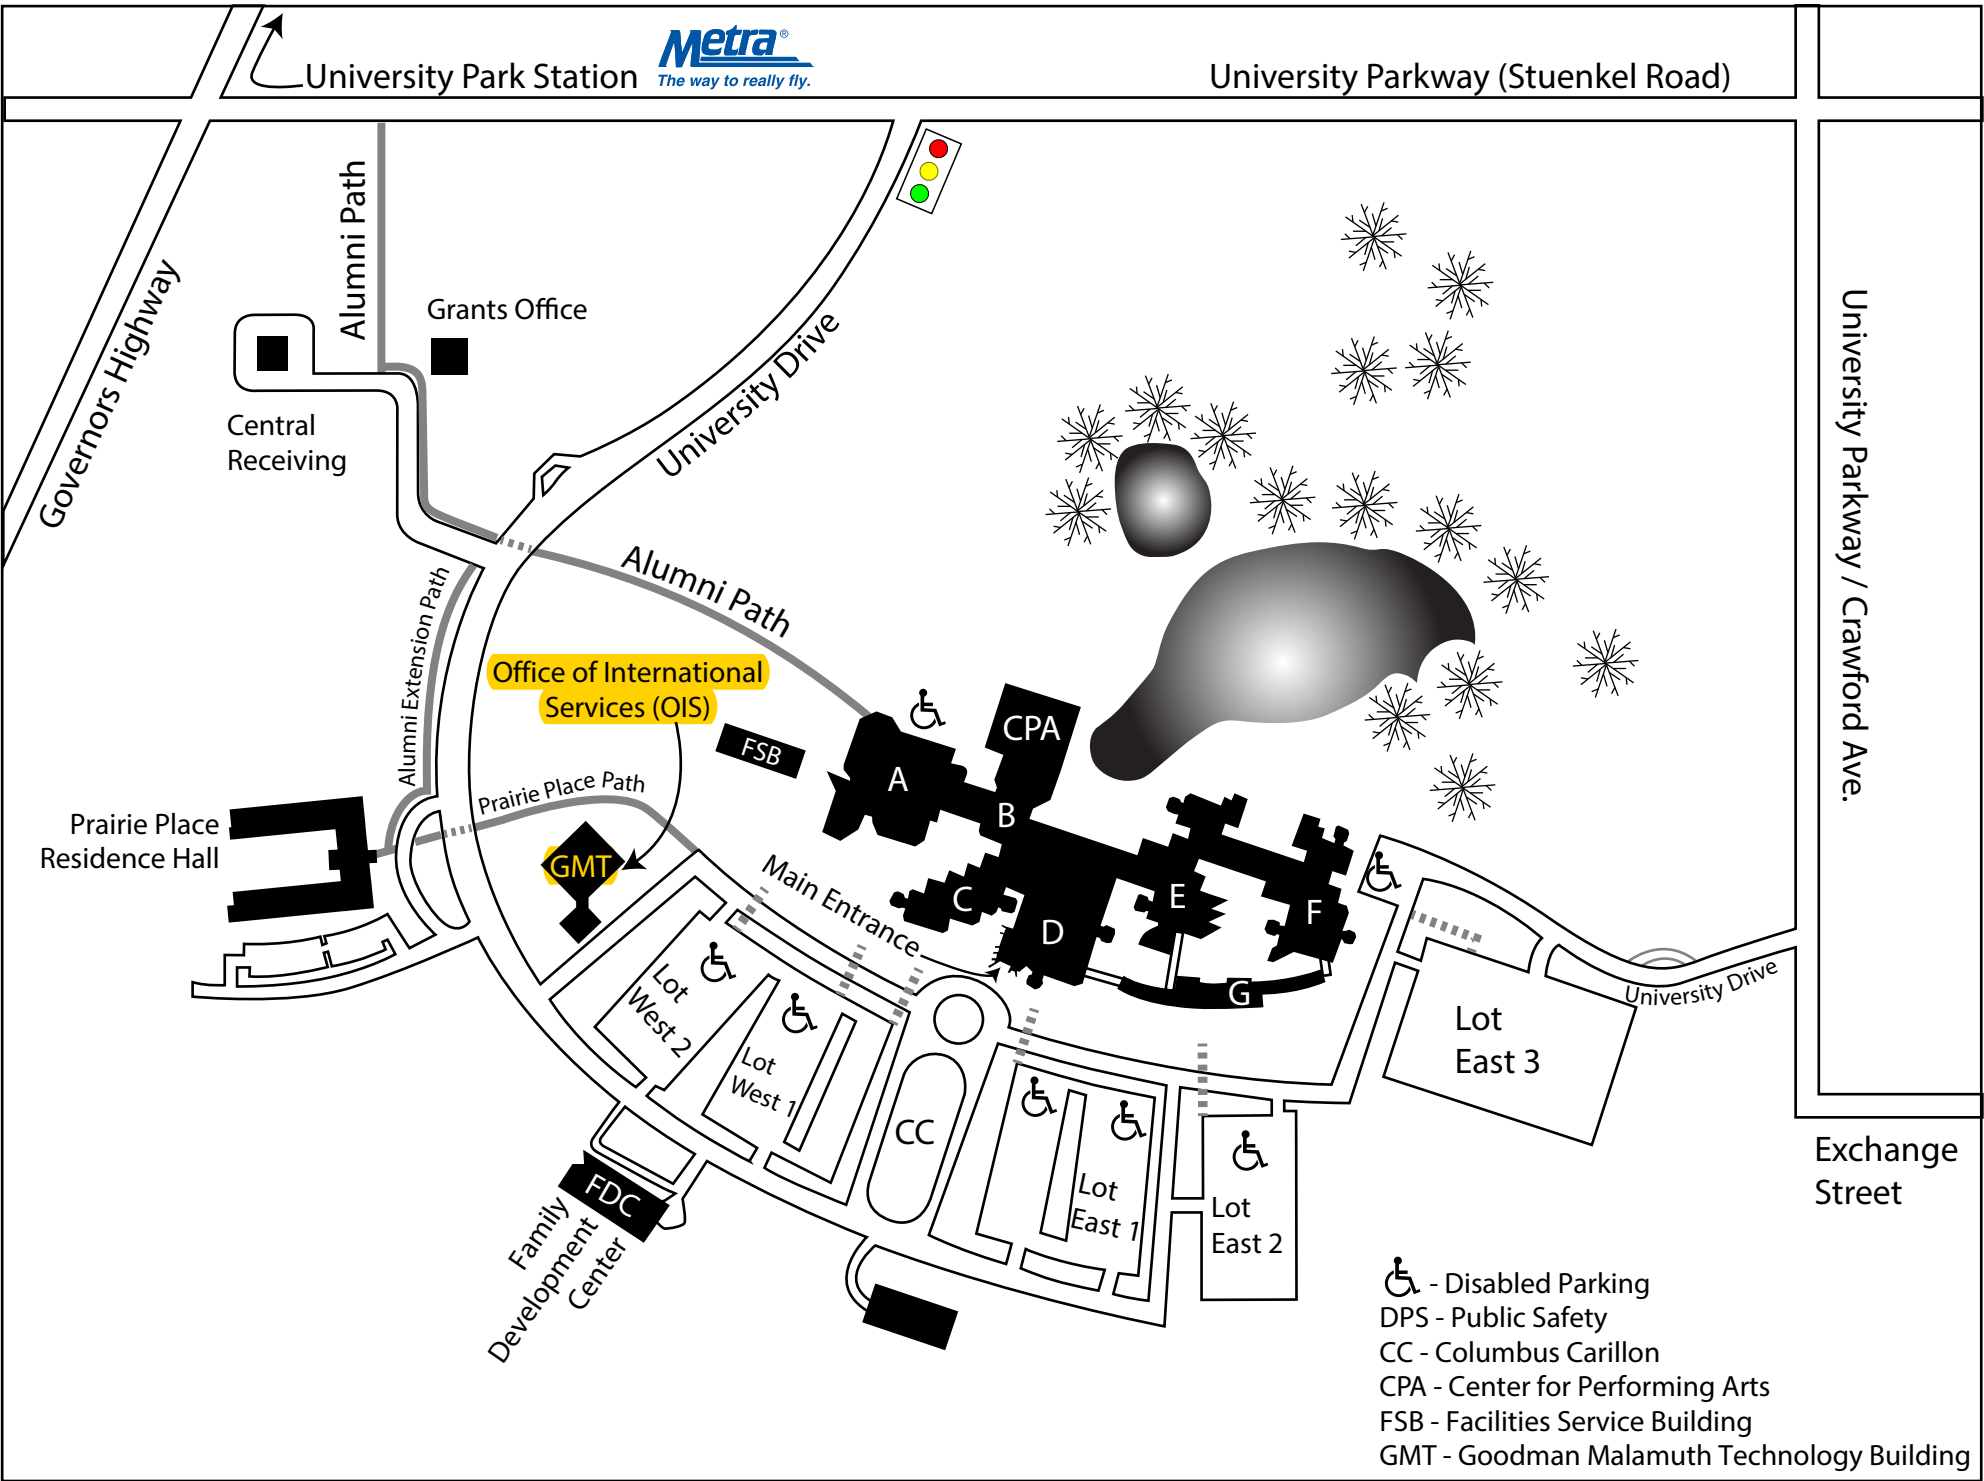 University Park Station
Metra®
The way to really fly.
University Parkway (Stuenkel Road)
Governors Highway
Alumni Path
Grants Office
Central
Receiving
University Drive
University Parkway / Crawford Ave.
Alumni Path
Alumni Extension Path
Office of International
Services (OIS)
FSB
CPA
A
B
Prairie Place Path
Prairie Place
Residence Hall
GMT
Main Entrance
C
D
E
F
G
Lot
West 2
Lot
West 1
CC
Lot
East 1
Lot
East 2
Lot
East 3
University Drive
Exchange
Street
FDC
Family
Development
Center
- Disabled Parking
DPS - Public Safety
CC - Columbus Carillon
CPA - Center for Performing Arts
FSB - Facilities Service Building
GMT - Goodman Malamuth Technology Building